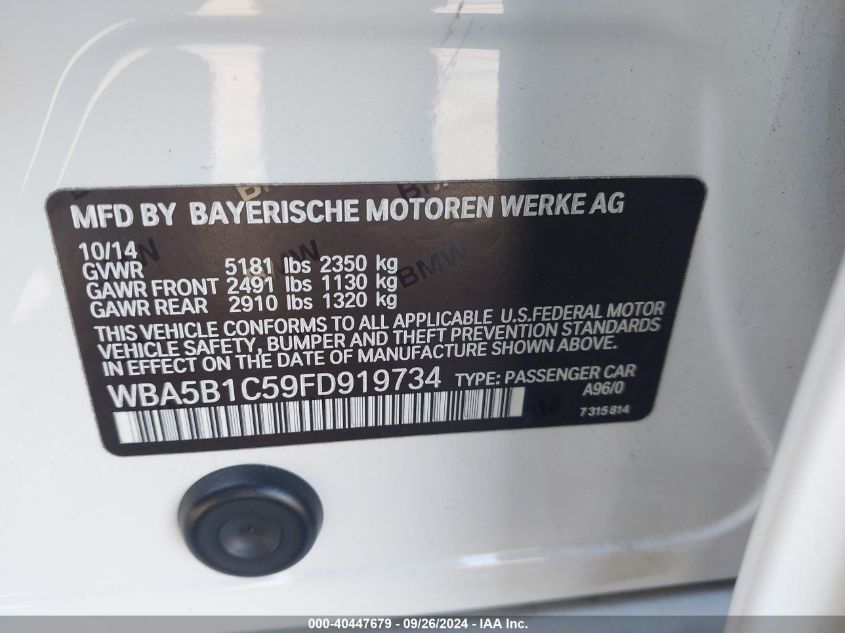 MFD BY BAYERISCHE MOTOREN WERKE AG
10/14
GVWR 5181 lbs 2350 kg
GAWR FRONT 2491 lbs 1130 kg
GAWR REAR 2910 lbs 1320 kg
THIS VEHICLE CONFORMS TO ALL APPLICABLE U.S.FEDERAL MOTOR
VEHICLE SAFETY, BUMPER AND THEFT PREVENTION STANDARDS
IN EFFECT ON THE DATE OF MANUFACTURE SHOWN ABOVE.
WBA5B1C59FD919734 TYPE: PASSENGER CAR
A96/0
7 315 814
BMW
000-40447679 - 09/26/2024 - IAA Inc.